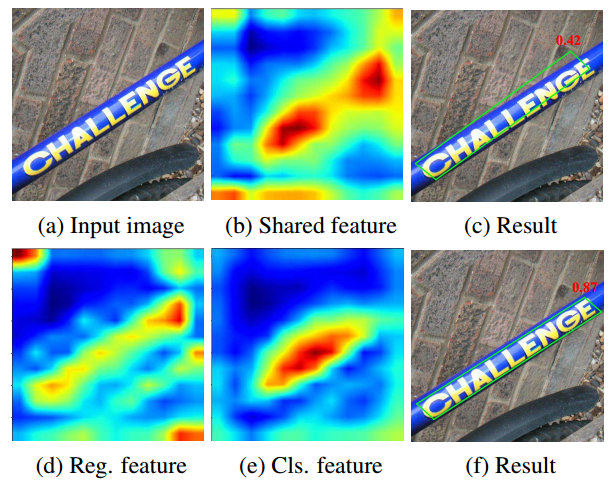 CHALLENGE
CHALLENGE
0.42
(a) Input image
(b) Shared feature
(c) Result
CHALLENGE
0.87
(d) Reg. feature
(e) Cls. feature
(f) Result